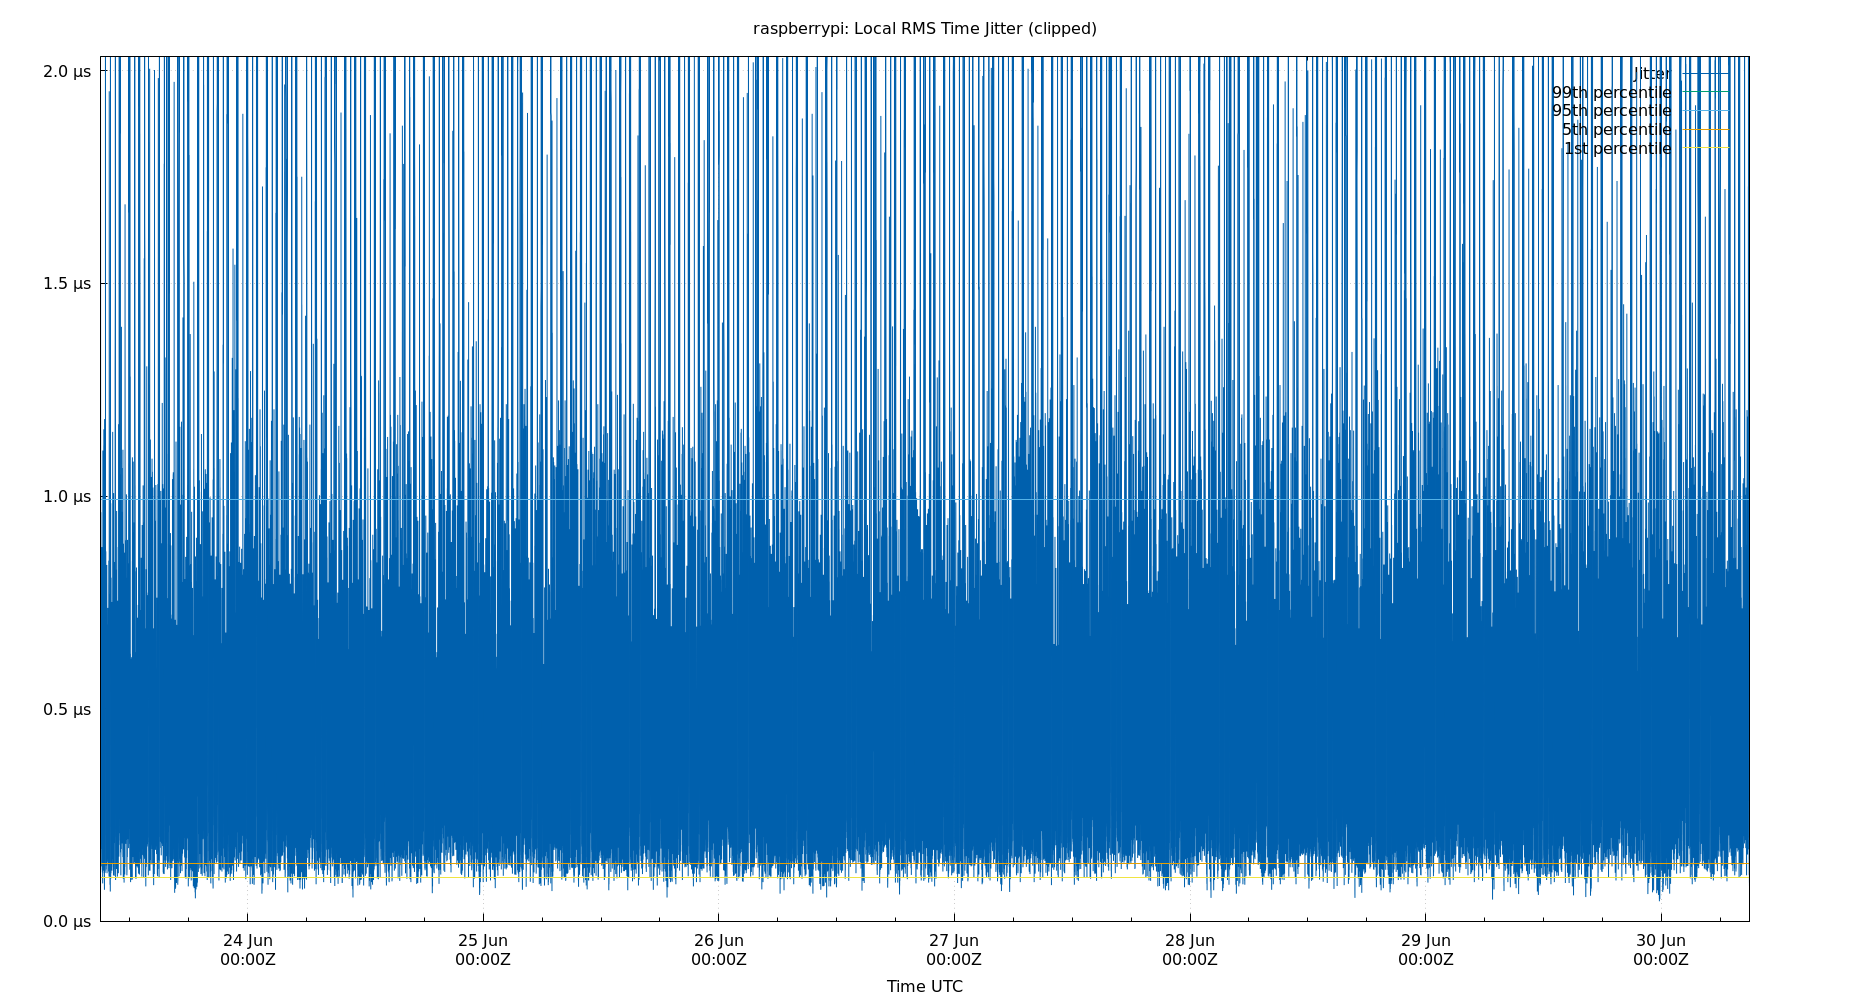 raspberrypi: Local RMS Time Jitter (clipped)
2.0 µs
1.5 µs
1.0 µs
0.5 µs
0.0 µs
Jitter
99th percentile
95th percentile
5th percentile
1st percentile
24 Jun
00:00Z
25 Jun
00:00Z
26 Jun
00:00Z
27 Jun
00:00Z
28 Jun
00:00Z
29 Jun
00:00Z
30 Jun
00:00Z
Time UTC